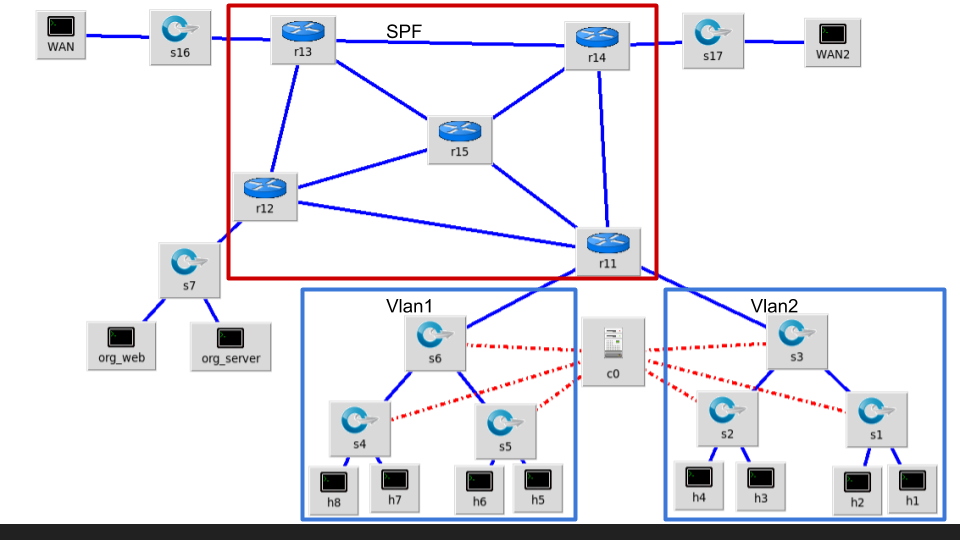 SPF
WAN
s16
r13
r14
s17
WAN2
r15
r12
r11
s7
org_web
org_server
Vlan1
Vlan2
s6
c0
s3
s4
s5
s2
s1
h8
h7
h6
h5
h4
h3
h2
h1